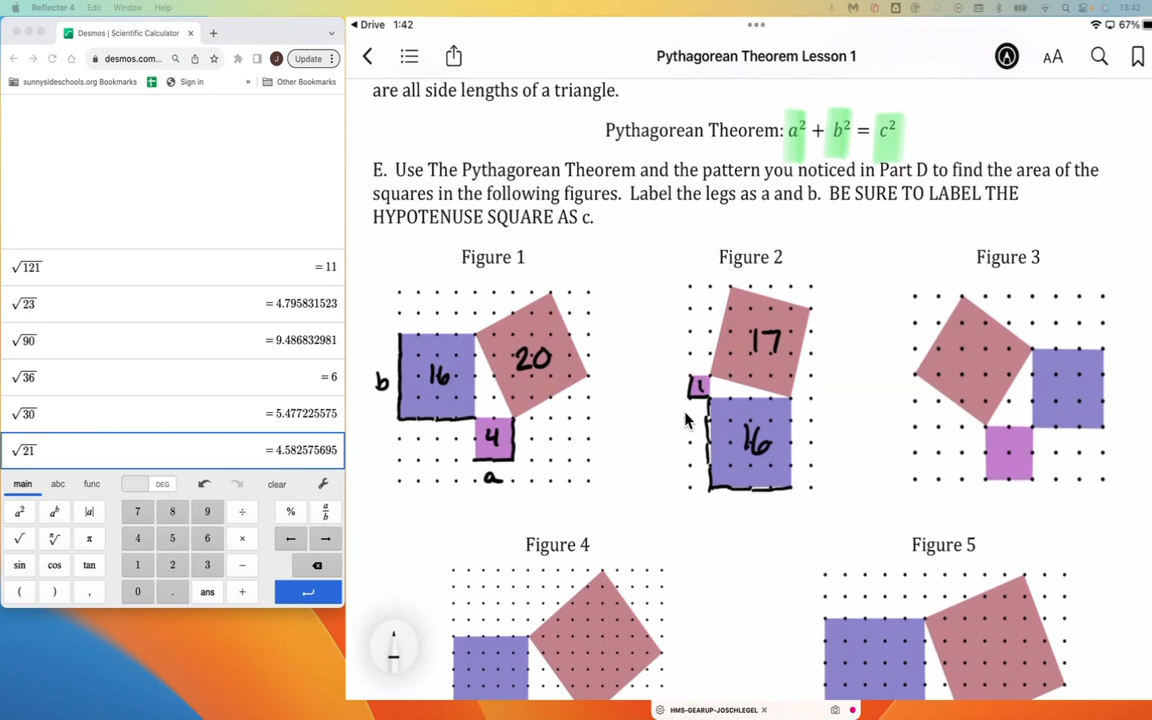 Reflector 4 Edit Window Help 13:42
Desmos | Scientific Calculator
desmos.com... J Update
sunnysideschools.org Bookmarks Sign in » Other Bookmarks
√121 = 11
√23 = 4.795831523
√90 = 9.486832981
√36 = 6
√30 = 5.477225575
√21 = 4.582575695
main abc func DEG clear
a² aᵇ |a| 7 8 9 ÷ % a/b
√ ⁿ√ π 4 5 6 × ← →
sin cos tan 1 2 3 −
( ) , 0 . ans +
Drive 1:42 67%
Pythagorean Theorem Lesson 1 AA
are all side lengths of a triangle.
Pythagorean Theorem: a² + b² = c²
E. Use The Pythagorean Theorem and the pattern you noticed in Part D to find the area of the
squares in the following figures. Label the legs as a and b. BE SURE TO LABEL THE
HYPOTENUSE SQUARE AS c.
Figure 1 Figure 2 Figure 3
b 16 20 4 a
17 1 16
Figure 4 Figure 5
HMS-GEARUP-JOSCHLEGEL